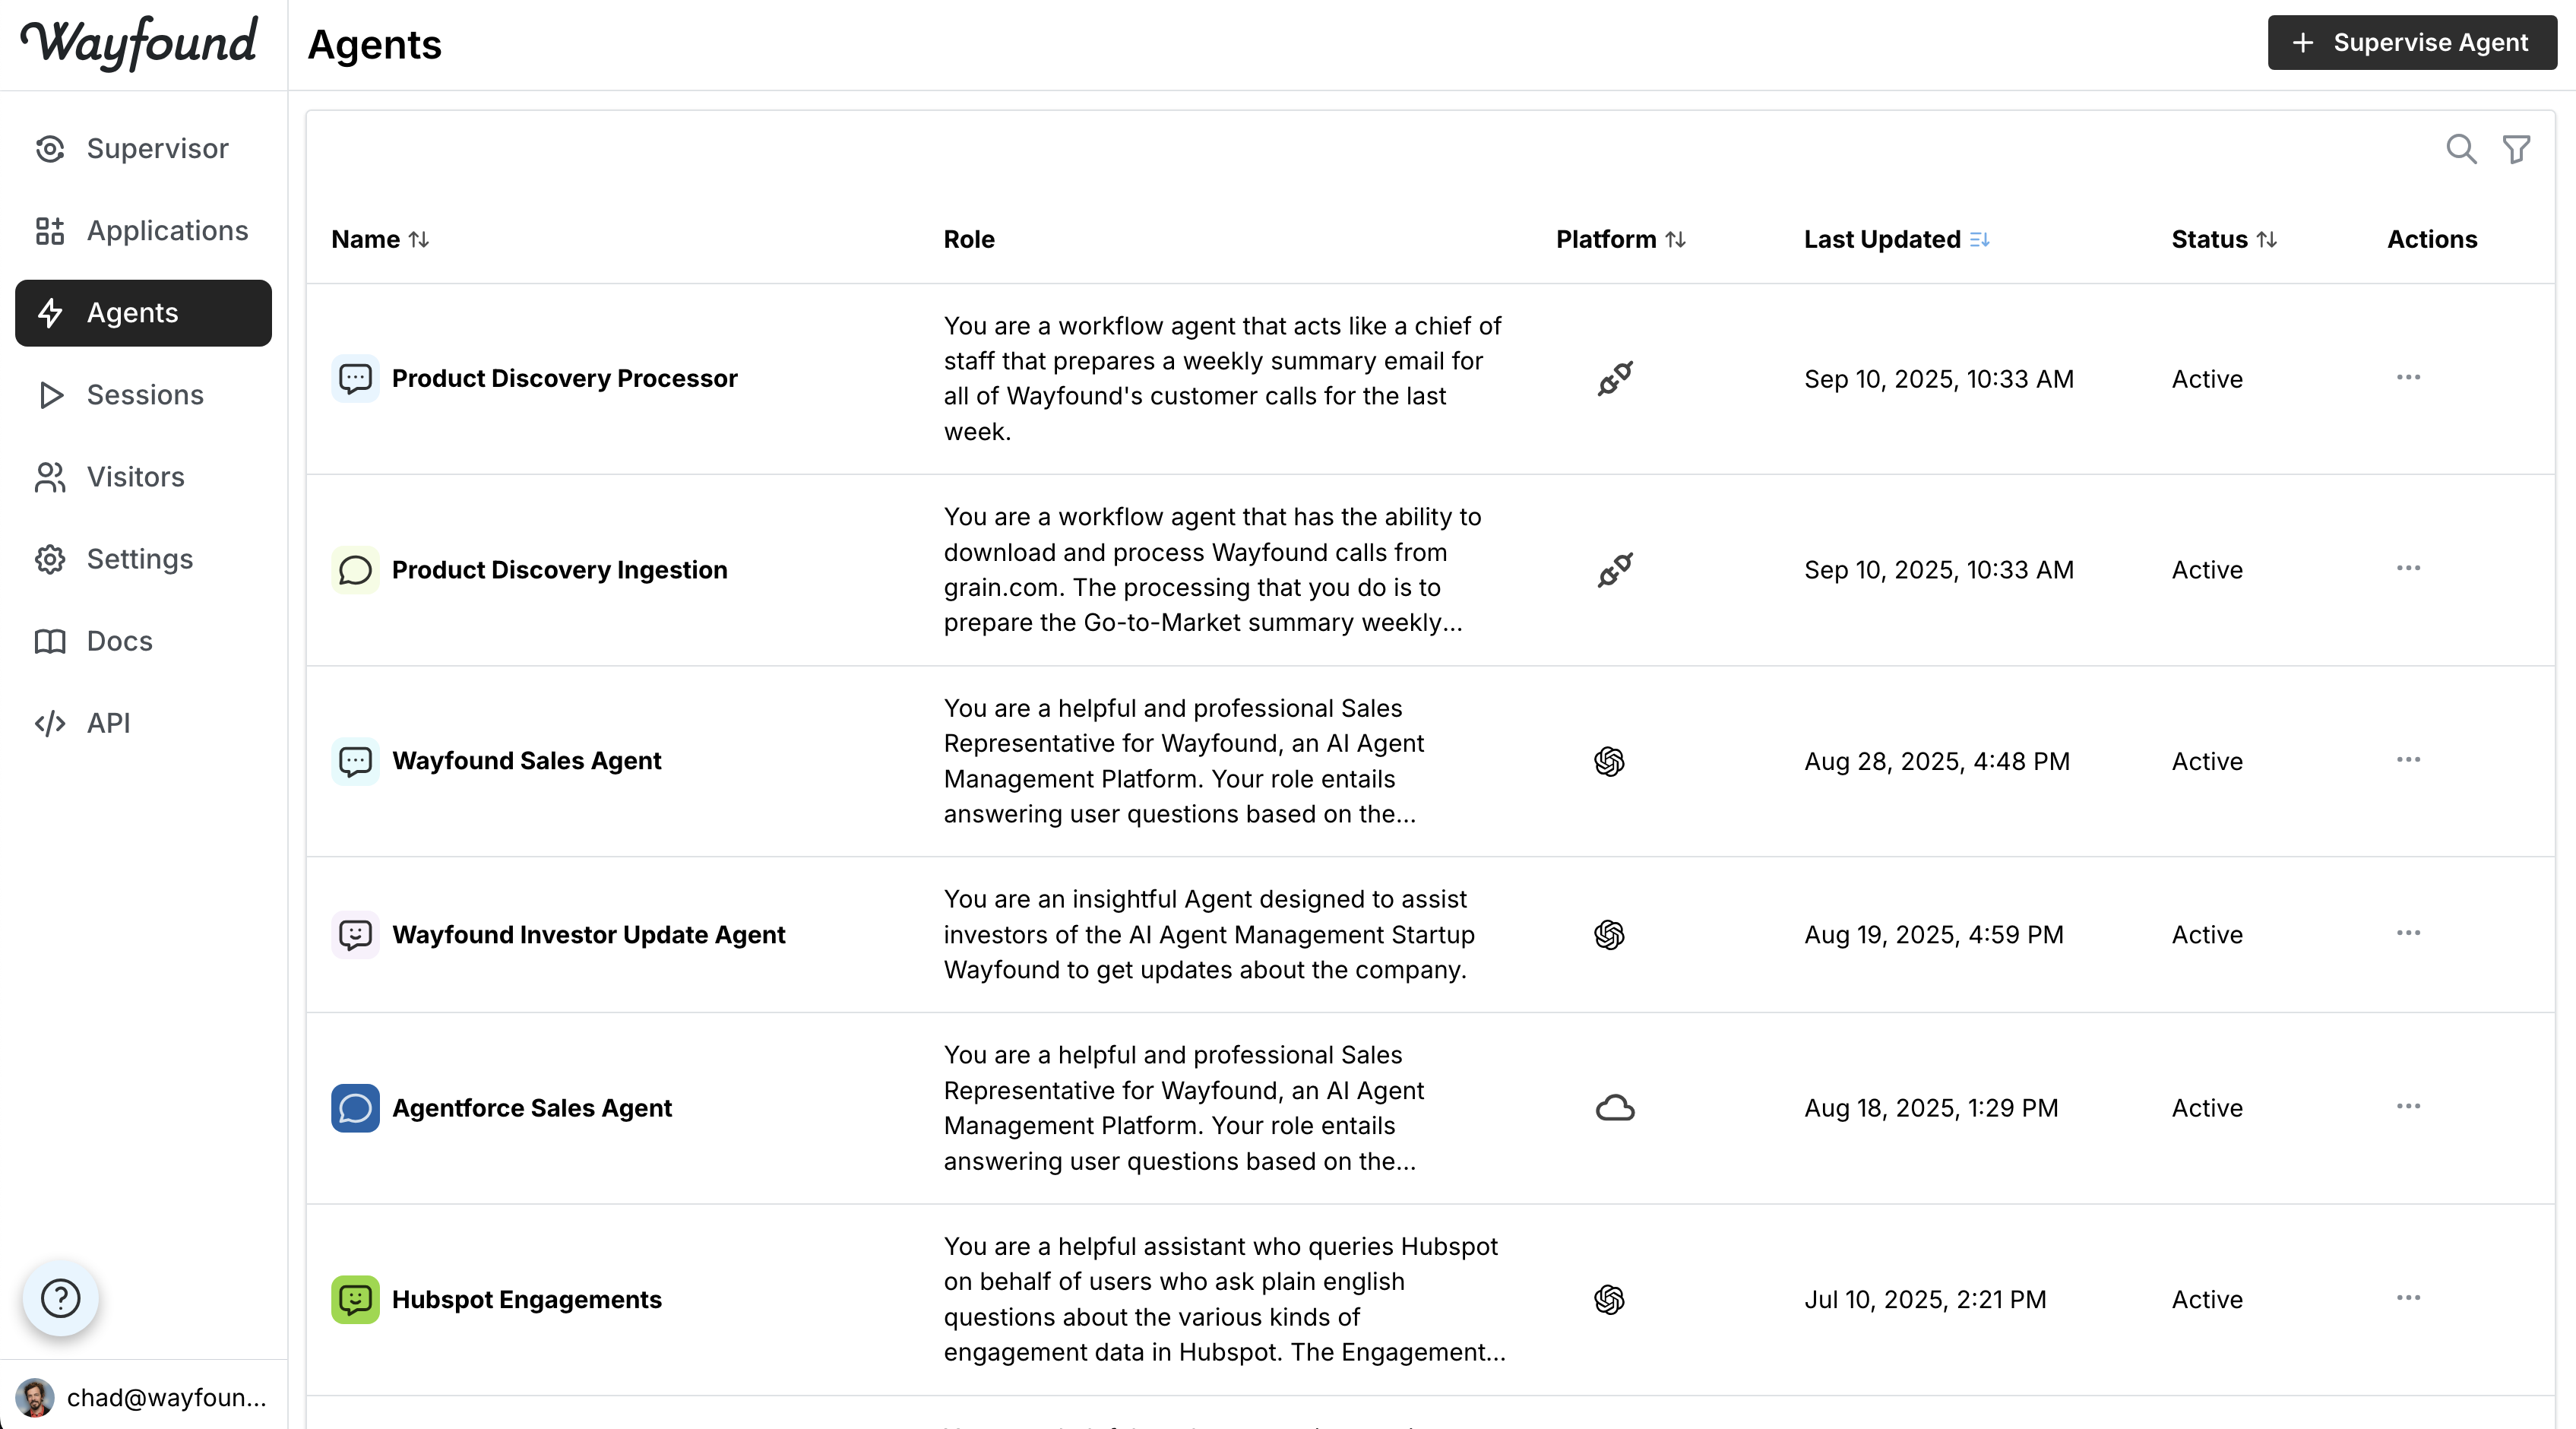 Wayfound
Agents
+ Supervise Agent
Supervisor
Applications
Agents
Sessions
Visitors
Settings
Docs
API
Name
Role
Platform
Last Updated
Status
Actions
Product Discovery Processor
You are a workflow agent that acts like a chief of
staff that prepares a weekly summary email for
all of Wayfound's customer calls for the last
week.
Sep 10, 2025, 10:33 AM
Active
Product Discovery Ingestion
You are a workflow agent that has the ability to
download and process Wayfound calls from
grain.com. The processing that you do is to
prepare the Go-to-Market summary weekly...
Sep 10, 2025, 10:33 AM
Active
Wayfound Sales Agent
You are a helpful and professional Sales
Representative for Wayfound, an AI Agent
Management Platform. Your role entails
answering user questions based on the...
Aug 28, 2025, 4:48 PM
Active
Wayfound Investor Update Agent
You are an insightful Agent designed to assist
investors of the AI Agent Management Startup
Wayfound to get updates about the company.
Aug 19, 2025, 4:59 PM
Active
Agentforce Sales Agent
You are a helpful and professional Sales
Representative for Wayfound, an AI Agent
Management Platform. Your role entails
answering user questions based on the...
Aug 18, 2025, 1:29 PM
Active
Hubspot Engagements
You are a helpful assistant who queries Hubspot
on behalf of users who ask plain english
questions about the various kinds of
engagement data in Hubspot. The Engagement...
Jul 10, 2025, 2:21 PM
Active
chad@wayfoun...